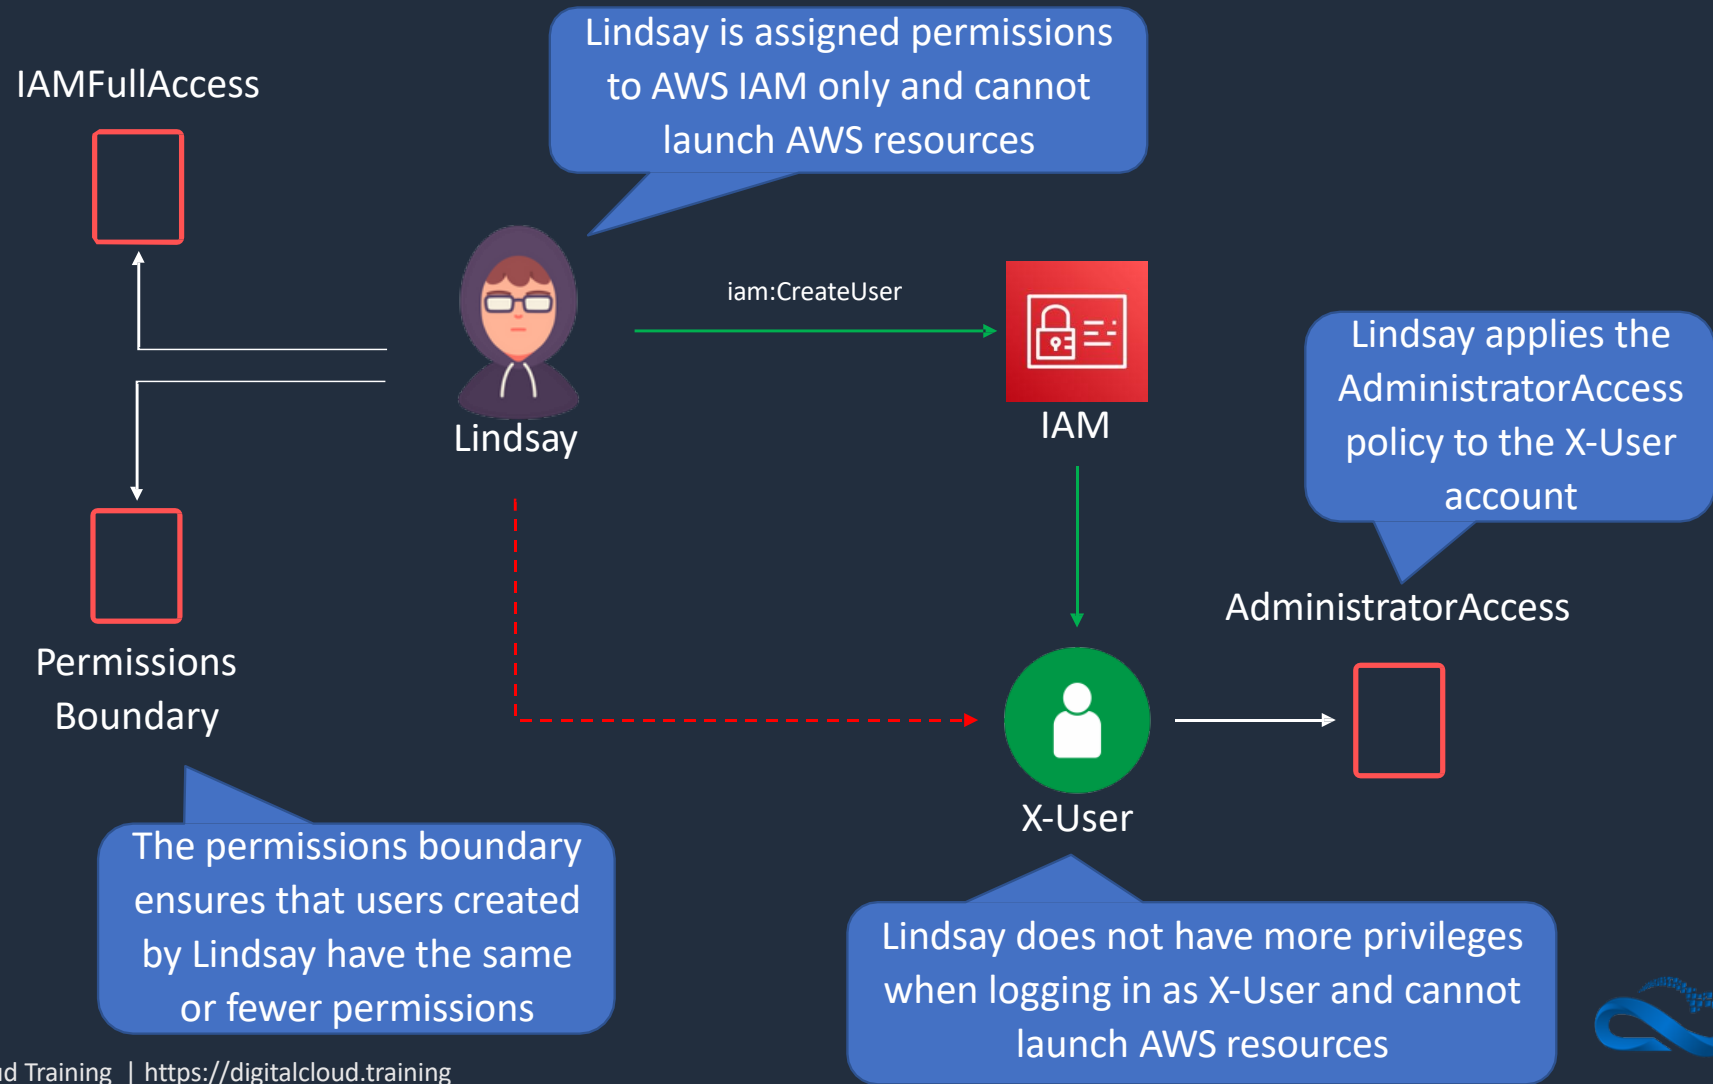 Lindsay is assigned permissions
to AWS IAM only and cannot
launch AWS resources
IAMFullAccess
iam:CreateUser
Lindsay
IAM
Lindsay applies the
AdministratorAccess
policy to the X-User
account
AdministratorAccess
Permissions
Boundary
X-User
The permissions boundary
ensures that users created
by Lindsay have the same
or fewer permissions
Lindsay does not have more privileges
when logging in as X-User and cannot
launch AWS resources
ud Training | https://digitalcloud.training